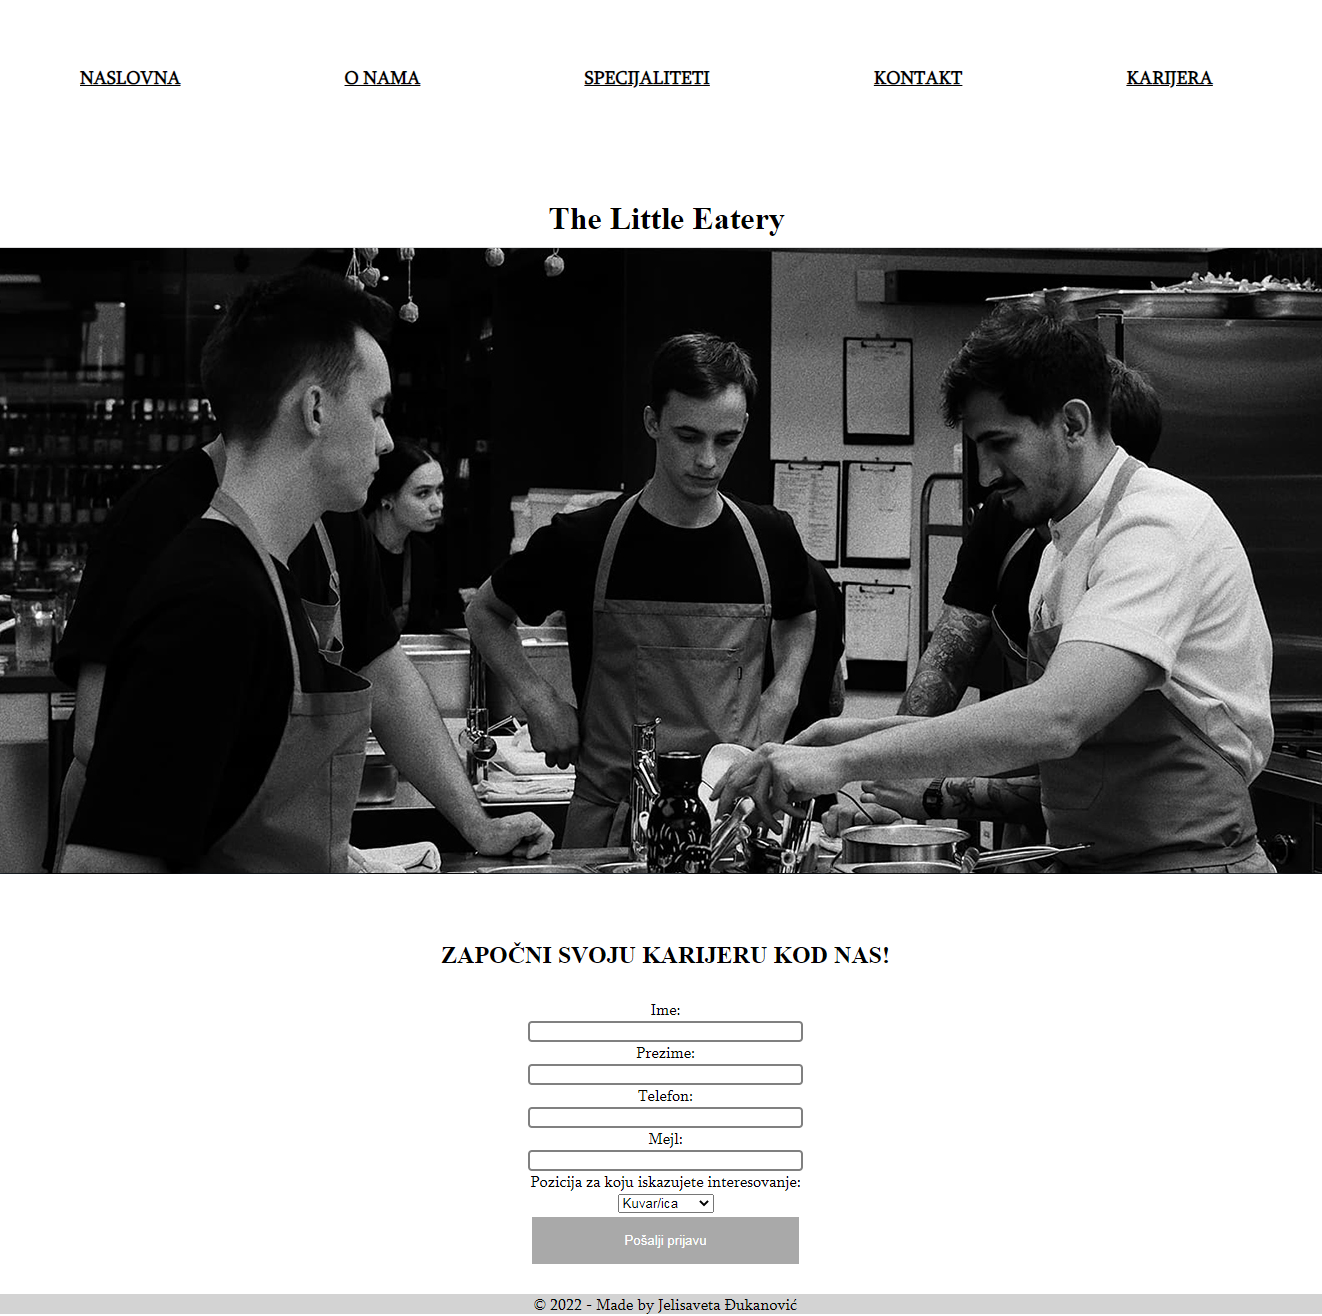 NASLOVNA O NAMA SPECIJALITETI KONTAKT KARIJERA
The Little Eatery
ZAPOČNI SVOJU KARIJERU KOD NAS!
Ime:
Prezime:
Telefon:
Mejl:
Pozicija za koju iskazujete interesovanje:
Kuvar/ica
Pošalji prijavu
© 2022 - Made by Jelisaveta Đukanović